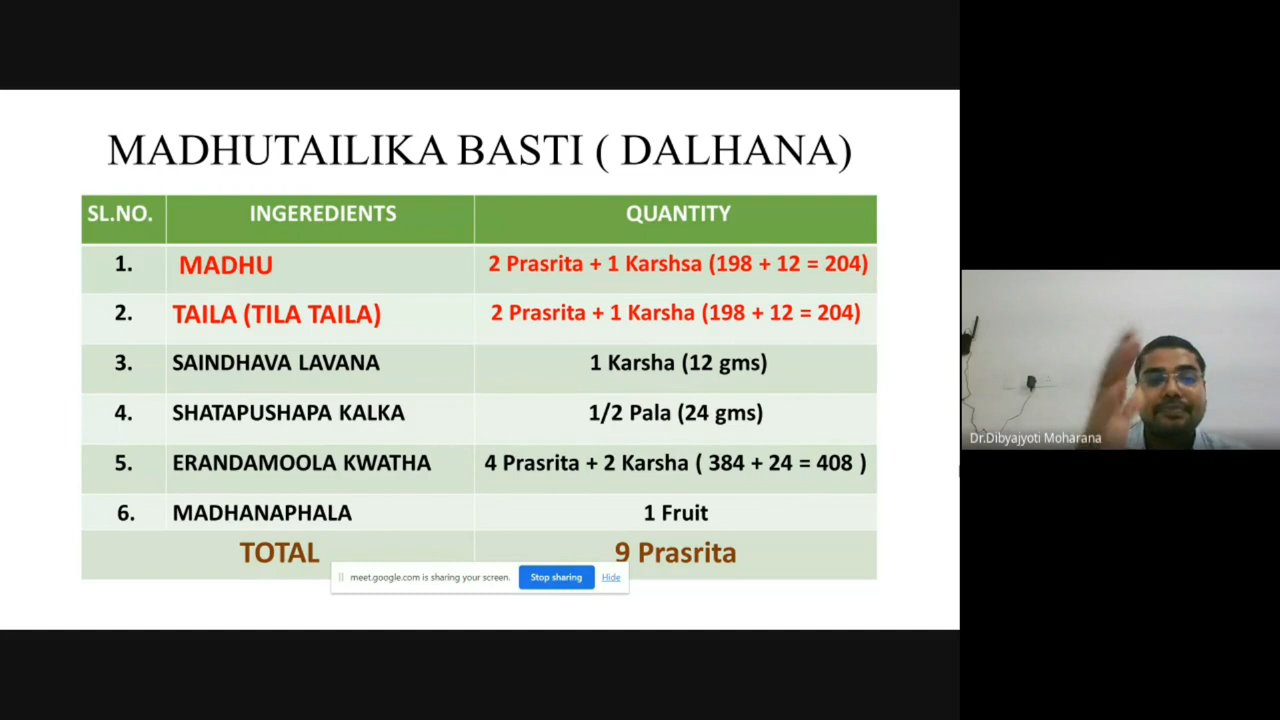 MADHUTAILIKA BASTI ( DALHANA)
SL.NO. INGEREDIENTS QUANTITY
1. MADHU 2 Prasrita + 1 Karshsa (198 + 12 = 204)
2. TAILA (TILA TAILA) 2 Prasrita + 1 Karsha (198 + 12 = 204)
3. SAINDHAVA LAVANA 1 Karsha (12 gms)
4. SHATAPUSHAPA KALKA 1/2 Pala (24 gms)
5. ERANDAMOOLA KWATHA 4 Prasrita + 2 Karsha ( 384 + 24 = 408 )
6. MADHANAPHALA 1 Fruit
TOTAL 9 Prasrita
meet.google.com is sharing your screen. Stop sharing Hide
Dr.Dibyajyoti Moharana